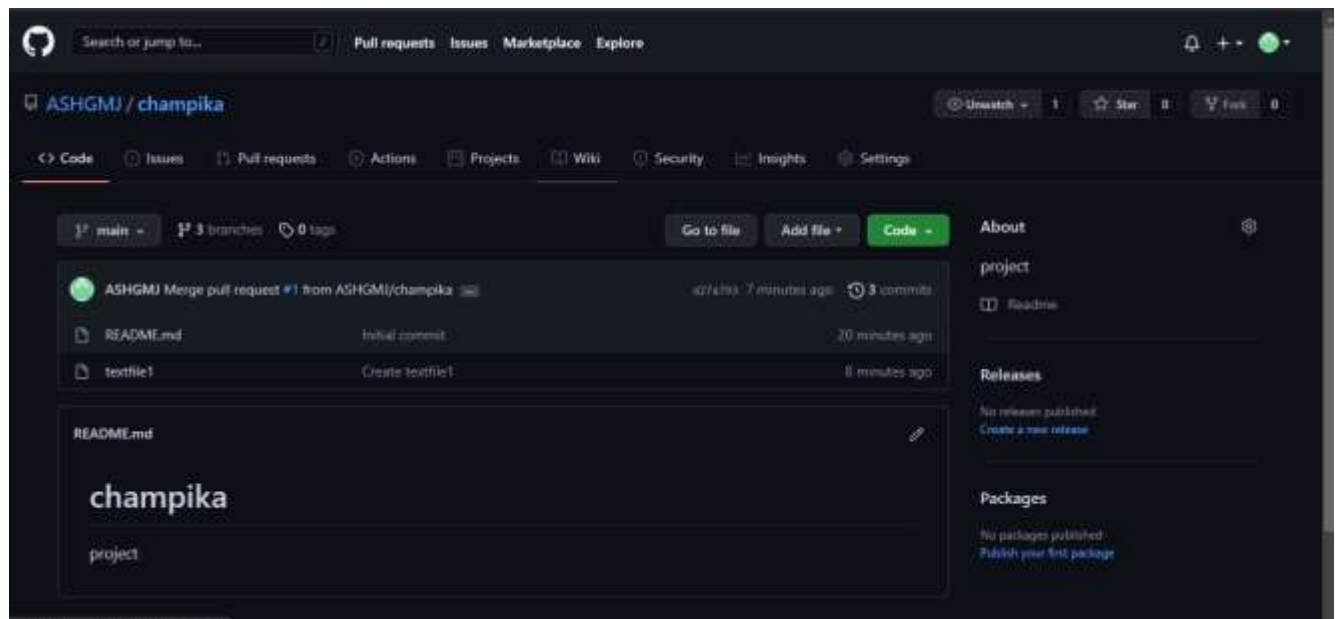 Search or jump to... /
Pull requests Issues Marketplace Explore
ASHGMJ / champika
Unwatch 1 Star 0 Fork 0
<> Code Issues Pull requests Actions Projects Wiki Security Insights Settings
main 3 branches 0 tags Go to file Add file Code
ASHGMJ Merge pull request #1 from ASHGMJ/champika ... 7 minutes ago 3 commits
README.md Initial commit 20 minutes ago
textfile1 Create textfile1 8 minutes ago
README.md
champika
project
About
project
Readme
Releases
No releases published
Create a new release
Packages
No packages published
Publish your first package